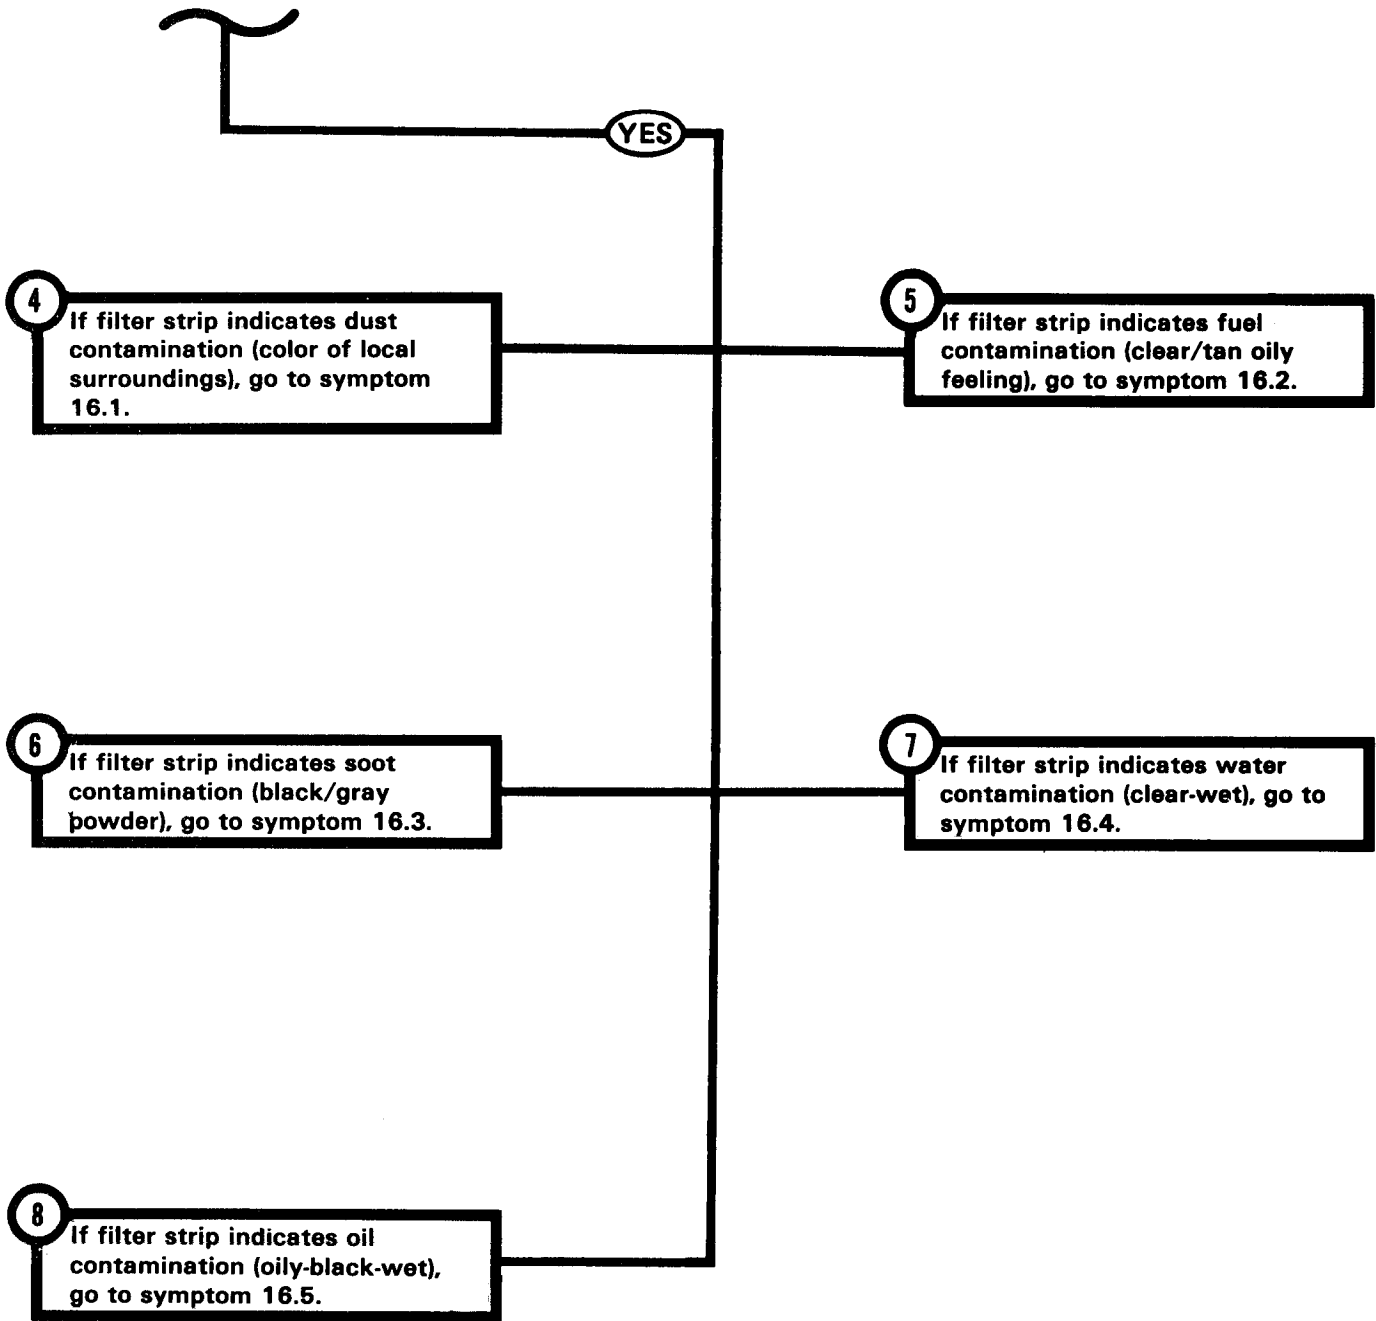 YES
4
If filter strip indicates dust
contamination (color of local
surroundings), go to symptom
16.1.
5
If filter strip indicates fuel
contamination (clear/tan oily
feeling), go to symptom 16.2.
6
If filter strip indicates soot
contamination (black/gray
powder), go to symptom 16.3.
7
If filter strip indicates water
contamination (clear-wet), go to
symptom 16.4.
8
If filter strip indicates oil
contamination (oily-black-wet),
go to symptom 16.5.